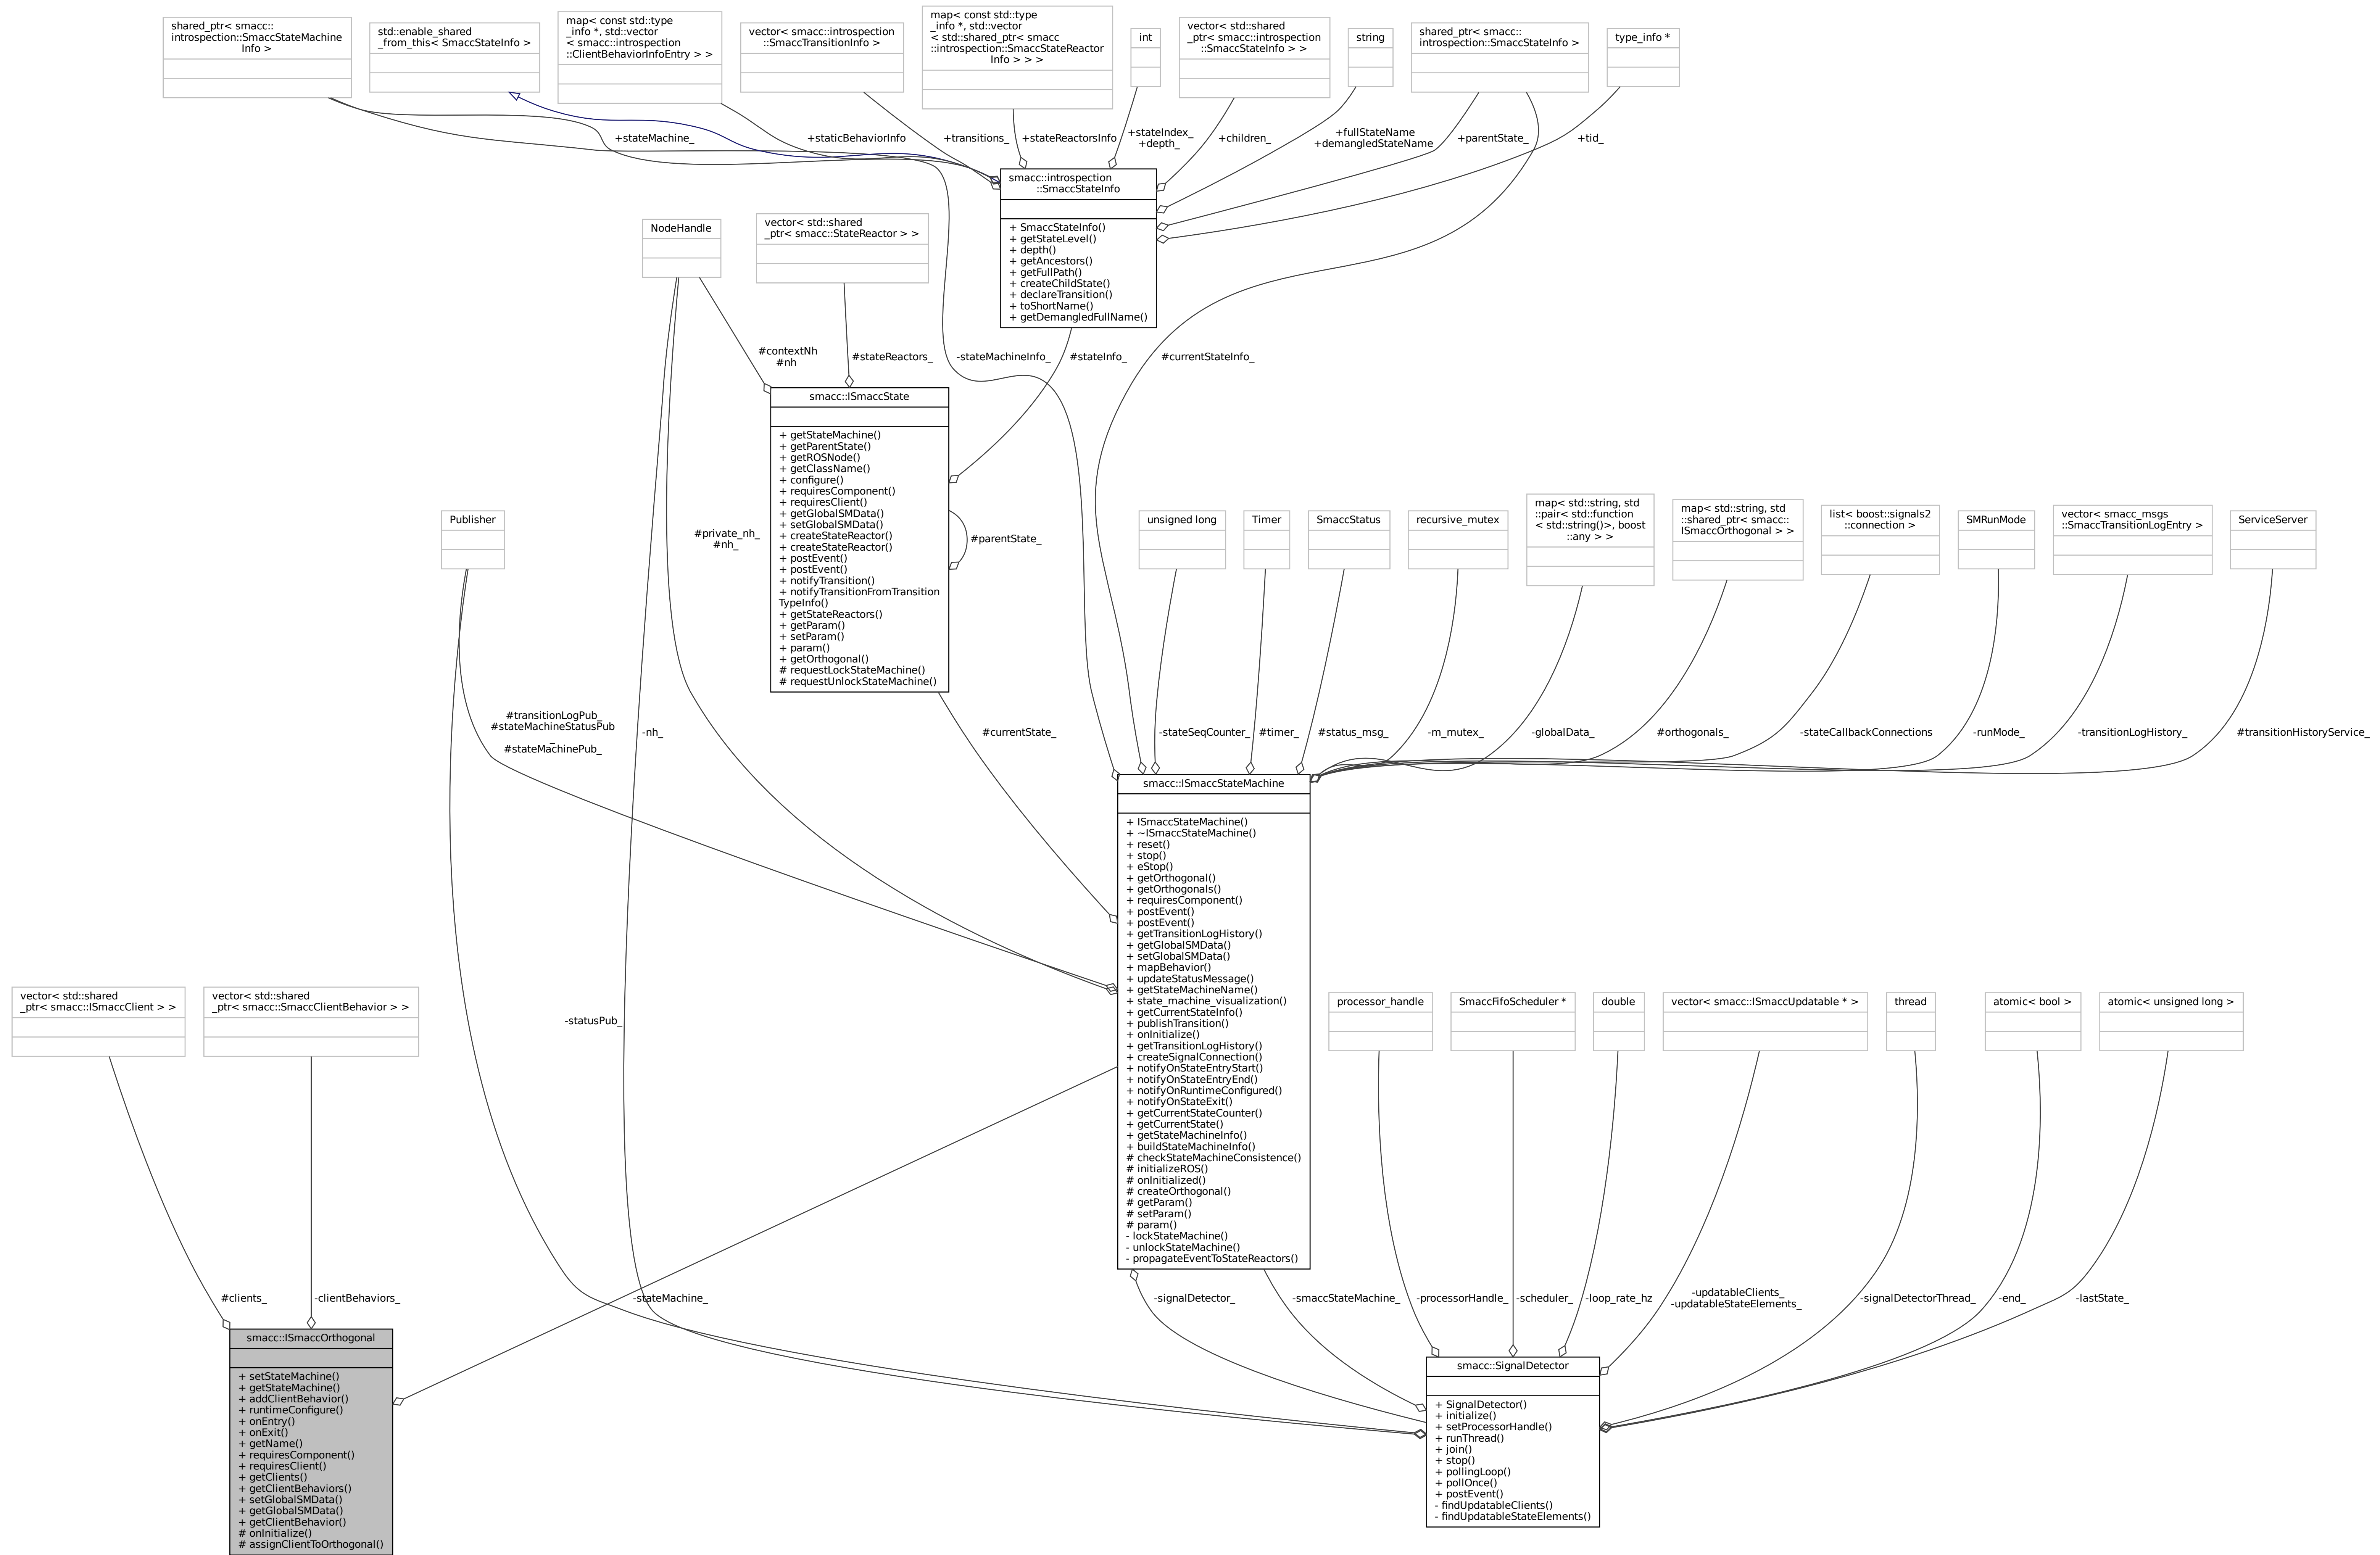 shared_ptr< smacc::
introspection::SmaccStateMachine
Info >
std::enable_shared
_from_this< SmaccStateInfo >
map< const std::type
_info *, std::vector
< smacc::introspection
::ClientBehaviorInfoEntry > >
vector< smacc::introspection
::SmaccTransitionInfo >
map< const std::type
_info *, std::vector
< std::shared_ptr< smacc
::introspection::SmaccStateReactor
Info > > >
int
vector< std::shared
_ptr< smacc::introspection
::SmaccStateInfo > >
string
shared_ptr< smacc::
introspection::SmaccStateInfo >
type_info *
+stateMachine_
+staticBehaviorInfo
+transitions_
+stateReactorsInfo
+stateIndex_
+depth_
+children_
+fullStateName
+demangledStateName
+parentState_
+tid_
smacc::introspection
::SmaccStateInfo
+ SmaccStateInfo()
+ getStateLevel()
+ depth()
+ getAncestors()
+ getFullPath()
+ createChildState()
+ declareTransition()
+ toShortName()
+ getDemangledFullName()
NodeHandle
vector< std::shared
_ptr< smacc::StateReactor > >
#contextNh
#nh
#stateReactors_
-stateMachineInfo_
#stateInfo_
#currentStateInfo_
smacc::ISmaccState
+ getStateMachine()
+ getParentState()
+ getROSNode()
+ getClassName()
+ configure()
+ requiresComponent()
+ requiresClient()
+ getGlobalSMData()
+ setGlobalSMData()
+ createStateReactor()
+ createStateReactor()
+ postEvent()
+ postEvent()
+ notifyTransition()
+ notifyTransitionFromTransition
TypeInfo()
+ getStateReactors()
+ getParam()
+ setParam()
+ param()
+ getOrthogonal()
# requestLockStateMachine()
# requestUnlockStateMachine()
#parentState_
Publisher
#private_nh_
#nh_
unsigned long
Timer
SmaccStatus
recursive_mutex
map< std::string, std
::pair< std::function
< std::string()>, boost
::any > >
map< std::string, std
::shared_ptr< smacc::
ISmaccOrthogonal > >
list< boost::signals2
::connection >
SMRunMode
vector< smacc_msgs
::SmaccTransitionLogEntry >
ServiceServer
#transitionLogPub_
#stateMachineStatusPub
_
#stateMachinePub_
-nh_
#currentState_
-stateSeqCounter_
#timer_
#status_msg_
-m_mutex_
-globalData_
#orthogonals_
-stateCallbackConnections
-runMode_
-transitionLogHistory_
#transitionHistoryService_
smacc::ISmaccStateMachine
+ ISmaccStateMachine()
+ ~ISmaccStateMachine()
+ reset()
+ stop()
+ eStop()
+ getOrthogonal()
+ getOrthogonals()
+ requiresComponent()
+ postEvent()
+ postEvent()
+ getTransitionLogHistory()
+ getGlobalSMData()
+ setGlobalSMData()
+ mapBehavior()
+ updateStatusMessage()
+ getStateMachineName()
+ state_machine_visualization()
+ getCurrentStateInfo()
+ publishTransition()
+ onInitialize()
+ getTransitionLogHistory()
+ createSignalConnection()
+ notifyOnStateEntryStart()
+ notifyOnStateEntryEnd()
+ notifyOnRuntimeConfigured()
+ notifyOnStateExit()
+ getCurrentStateCounter()
+ getCurrentState()
+ getStateMachineInfo()
+ buildStateMachineInfo()
# checkStateMachineConsistence()
# initializeROS()
# onInitialized()
# createOrthogonal()
# getParam()
# setParam()
# param()
- lockStateMachine()
- unlockStateMachine()
- propagateEventToStateReactors()
vector< std::shared
_ptr< smacc::ISmaccClient > >
vector< std::shared
_ptr< smacc::SmaccClientBehavior > >
-statusPub_
processor_handle
SmaccFifoScheduler *
double
vector< smacc::ISmaccUpdatable * >
thread
atomic< bool >
atomic< unsigned long >
#clients_
-clientBehaviors_
-stateMachine_
-signalDetector_
-smaccStateMachine_
-processorHandle_
-scheduler_
-loop_rate_hz
-updatableClients_
-updatableStateElements_
-signalDetectorThread_
-end_
-lastState_
smacc::ISmaccOrthogonal
+ setStateMachine()
+ getStateMachine()
+ addClientBehavior()
+ runtimeConfigure()
+ onEntry()
+ onExit()
+ getName()
+ requiresComponent()
+ requiresClient()
+ getClients()
+ getClientBehaviors()
+ setGlobalSMData()
+ getGlobalSMData()
+ getClientBehavior()
# onInitialize()
# assignClientToOrthogonal()
smacc::SignalDetector
+ SignalDetector()
+ initialize()
+ setProcessorHandle()
+ runThread()
+ join()
+ stop()
+ pollingLoop()
+ pollOnce()
+ postEvent()
- findUpdatableClients()
- findUpdatableStateElements()